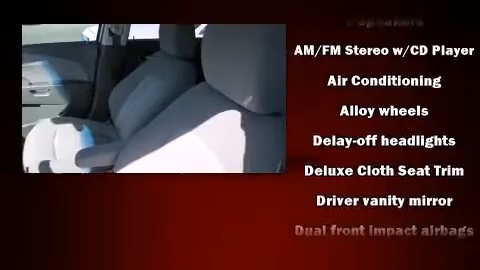 AM/FM Stereo w/CD Player
Air Conditioning
Alloy wheels
Delay-off headlights
Deluxe Cloth Seat Trim
Driver vanity mirror
Dual front impact airbags